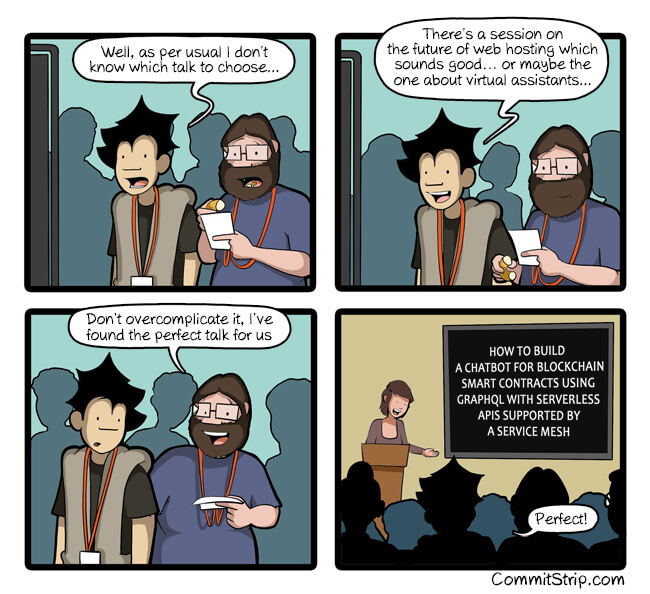 Well, as per usual I don't
know which talk to choose...
There's a session on
the future of web hosting which
sounds good... or maybe the
one about virtual assistants...
Don't overcomplicate it, I've
found the perfect talk for us
HOW TO BUILD
A CHATBOT FOR BLOCKCHAIN
SMART CONTRACTS USING
GRAPHQL WITH SERVERLESS
APIS SUPPORTED BY
A SERVICE MESH
Perfect!
CommitStrip.com